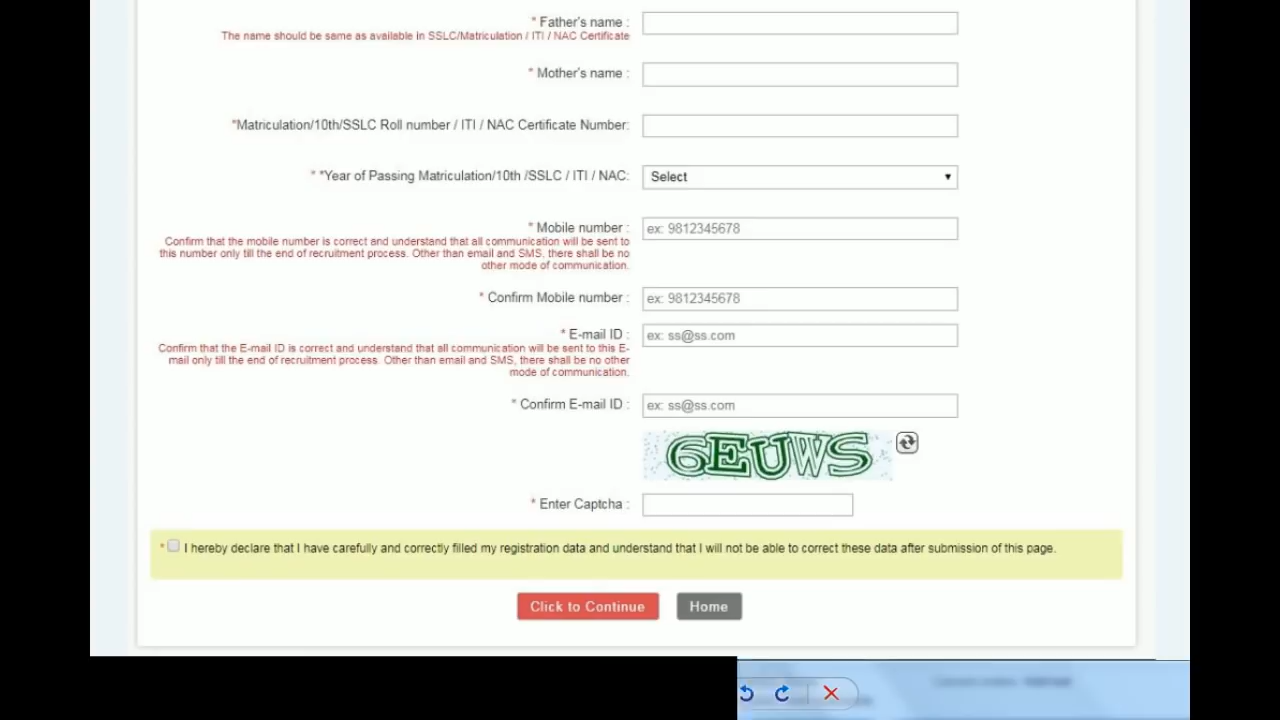 * Father's name :
The name should be same as available in SSLC/Matriculation / ITI / NAC Certificate
* Mother's name :
*Matriculation/10th/SSLC Roll number / ITI / NAC Certificate Number:
* *Year of Passing Matriculation/10th /SSLC / ITI / NAC:
Select
* Mobile number :
ex: 9812345678
Confirm that the mobile number is correct and understand that all communication will be sent to
this number only till the end of recruitment process. Other than email and SMS, there shall be no
other mode of communication.
* Confirm Mobile number :
ex: 9812345678
* E-mail ID :
ex: ss@ss.com
Confirm that the E-mail ID is correct and understand that all communication will be sent to this E-
mail only till the end of recruitment process. Other than email and SMS, there shall be no other
mode of communication.
* Confirm E-mail ID :
ex: ss@ss.com
6EUWS
* Enter Captcha :
* I hereby declare that I have carefully and correctly filled my registration data and understand that I will not be able to correct these data after submission of this page.
Click to Continue
Home